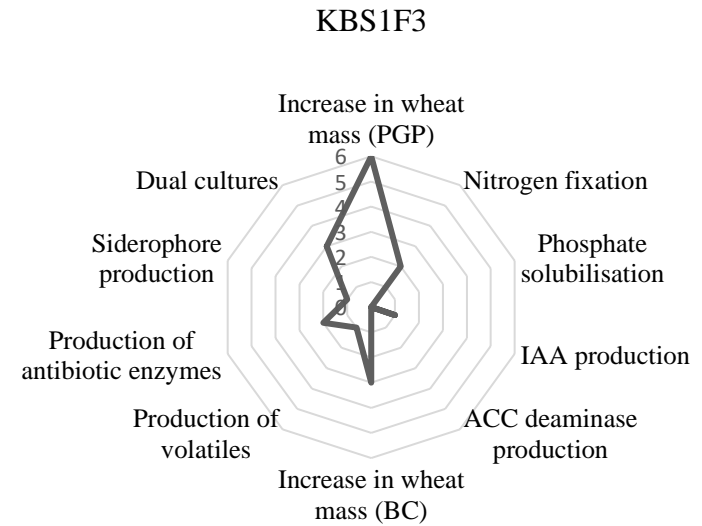 KBS1F3
Increase in wheat
mass (PGP)
Nitrogen fixation
Phosphate
solubilisation
IAA production
ACC deaminase
production
Increase in wheat
mass (BC)
Production of
volatiles
Production of
antibiotic enzymes
Siderophore
production
Dual cultures
6
5
4
3
2
1
0